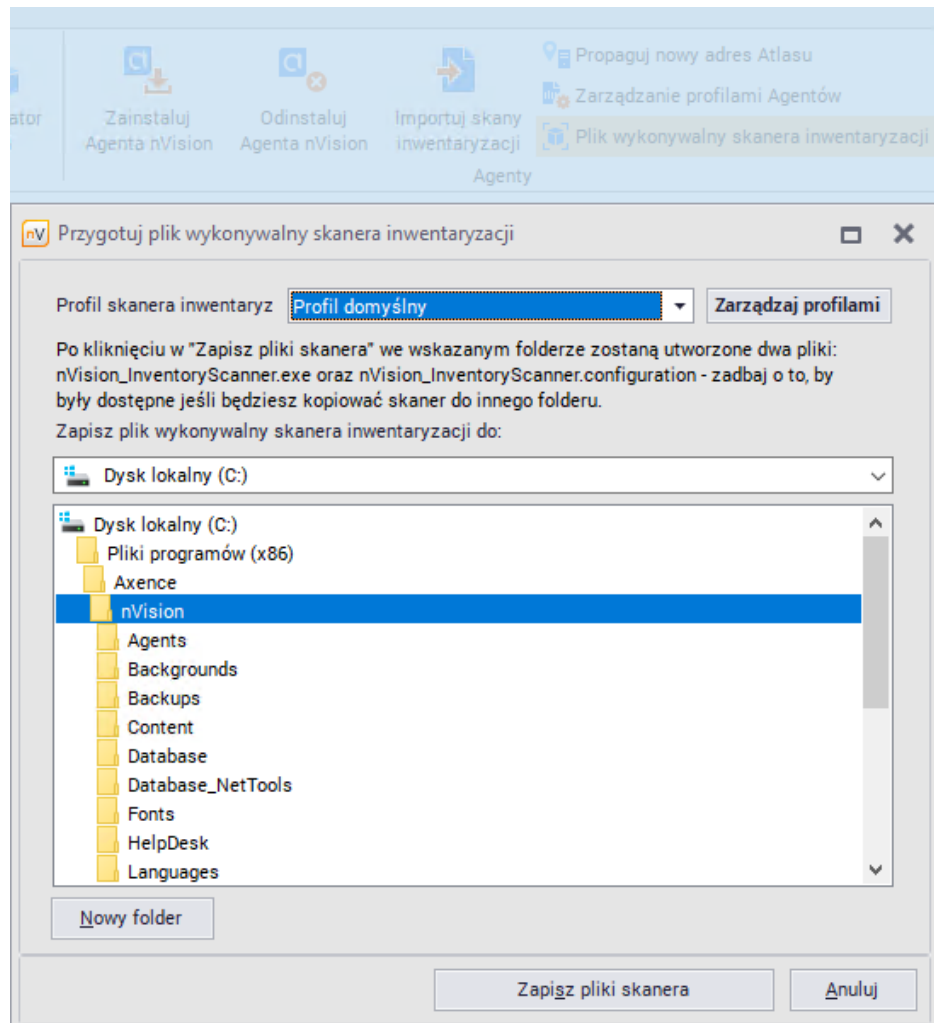 Propaguj nowy adres Atlasu
Zarządzanie profilami Agentów
Plik wykonywalny skanera inwentaryzacji
ator
Zainstaluj
Agenta nVision
Odinstaluj
Agenta nVision
Importuj skany
inwentaryzacji
Agenty
nV Przygotuj plik wykonywalny skanera inwentaryzacji
Profil skanera inwentaryz Profil domyślny Zarządzaj profilami
Po kliknięciu w "Zapisz pliki skanera" we wskazanym folderze zostaną utworzone dwa pliki:
nVision_InventoryScanner.exe oraz nVision_InventoryScanner.configuration - zadbaj o to, by
były dostępne jeśli będziesz kopiować skaner do innego folderu.
Zapisz plik wykonywalny skanera inwentaryzacji do:
Dysk lokalny (C:)
Dysk lokalny (C:)
Pliki programów (x86)
Axence
nVision
Agents
Backgrounds
Backups
Content
Database
Database_NetTools
Fonts
HelpDesk
Languages
Nowy folder
Zapisz pliki skanera Anuluj